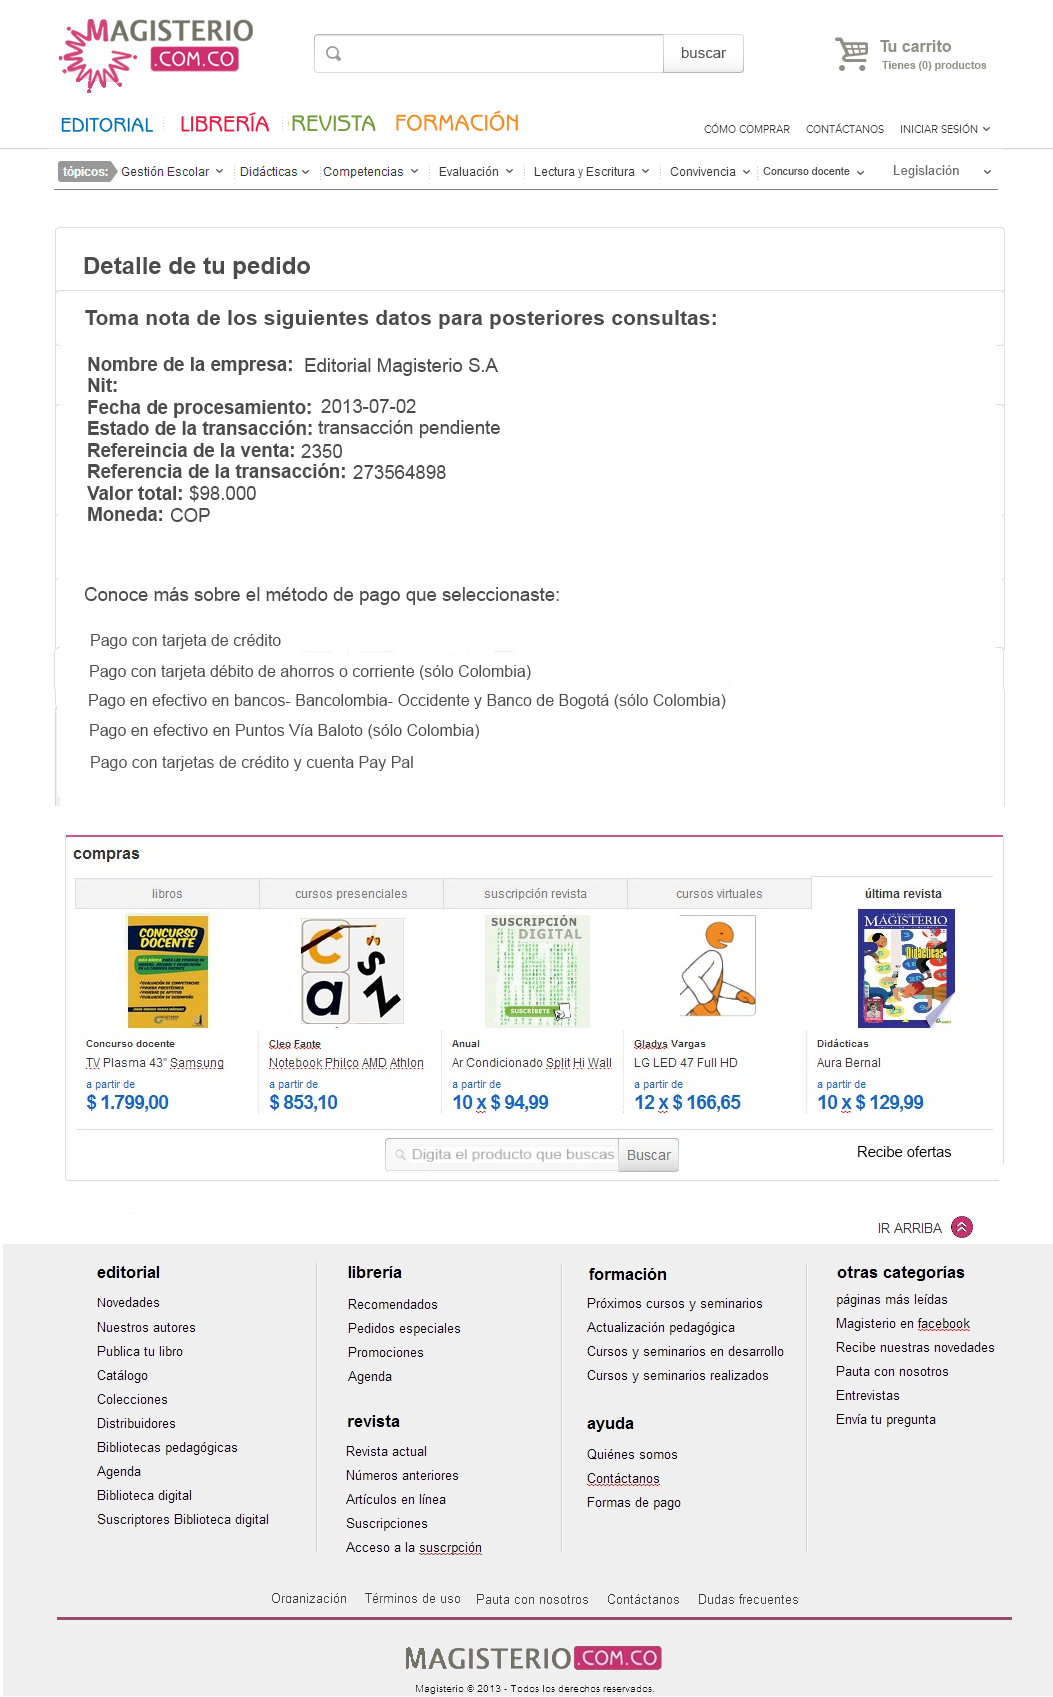 MAGISTERIO
.COM.CO
buscar
Tu carrito
Tienes (0) productos
EDITORIAL LIBRERÍA REVISTA FORMACIÓN
CÓMO COMPRAR CONTÁCTANOS INICIAR SESIÓN
tópicos: Gestión Escolar Didácticas Competencias Evaluación Lectura y Escritura Convivencia Concurso docente Legislación
Detalle de tu pedido
Toma nota de los siguientes datos para posteriores consultas:
Nombre de la empresa: Editorial Magisterio S.A
Nit:
Fecha de procesamiento: 2013-07-02
Estado de la transacción: transacción pendiente
Refereincia de la venta: 2350
Referencia de la transacción: 273564898
Valor total: $98.000
Moneda: COP
Conoce más sobre el método de pago que seleccionaste:
Pago con tarjeta de crédito
Pago con tarjeta débito de ahorros o corriente (sólo Colombia)
Pago en efectivo en bancos- Bancolombia- Occidente y Banco de Bogotá (sólo Colombia)
Pago en efectivo en Puntos Vía Baloto (sólo Colombia)
Pago con tarjetas de crédito y cuenta Pay Pal
compras
libros cursos presenciales suscripción revista cursos virtuales última revista
CONCURSO
DOCENTE
SUSCRIPCIÓN
DIGITAL
SUSCRÍBETE
MAGISTERIO
Didácticas
Concurso docente
TV Plasma 43" Samsung
a partir de
$ 1.799,00
Cleo Fante
Notebook Philco AMD Athlon
a partir de
$ 853,10
Anual
Ar Condicionado Split Hi Wall
a partir de
10 x $ 94,99
Gladys Vargas
LG LED 47 Full HD
a partir de
12 x $ 166,65
Didácticas
Aura Bernal
a partir de
10 x $ 129,99
Digita el producto que buscas Buscar
Recibe ofertas
IR ARRIBA
editorial
Novedades
Nuestros autores
Publica tu libro
Catálogo
Colecciones
Distribuidores
Bibliotecas pedagógicas
Agenda
Biblioteca digital
Suscriptores Biblioteca digital
librería
Recomendados
Pedidos especiales
Promociones
Agenda
revista
Revista actual
Números anteriores
Artículos en línea
Suscripciones
Acceso a la suscrpción
formación
Próximos cursos y seminarios
Actualización pedagógica
Cursos y seminarios en desarrollo
Cursos y seminarios realizados
ayuda
Quiénes somos
Contáctanos
Formas de pago
otras categorías
páginas más leídas
Magisterio en facebook
Recibe nuestras novedades
Pauta con nosotros
Entrevistas
Envía tu pregunta
Organización Términos de uso Pauta con nosotros Contáctanos Dudas frecuentes
MAGISTERIO.COM.CO
Magisterio © 2013 - Todos los derechos reservados.